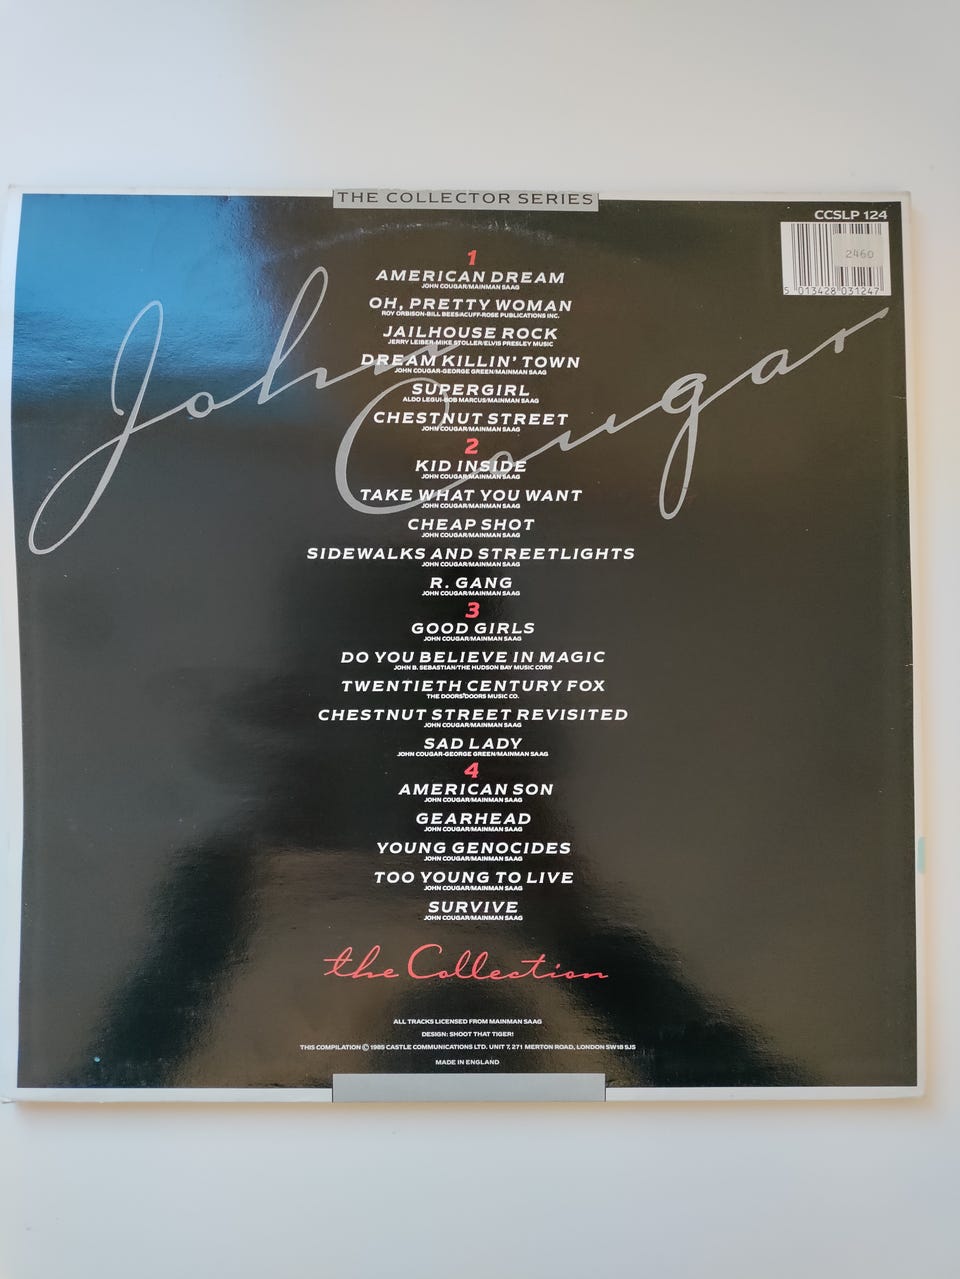 THE COLLECTOR SERIES
CCSLP 124
2460
5 013428 031247
John Cougar
1
AMERICAN DREAM
JOHN COUGAR/MAINMAN SAAG
OH, PRETTY WOMAN
ROY ORBISON-BILL BEES/ACUFF-ROSE PUBLICATIONS INC.
JAILHOUSE ROCK
JERRY LEIBER-MIKE STOLLER/ELVIS PRESLEY MUSIC
DREAM KILLIN' TOWN
JOHN COUGAR-GEORGE GREEN/MAINMAN SAAG
SUPERGIRL
ALDO LEGUI-BOB MARCUS/MAINMAN SAAG
CHESTNUT STREET
JOHN COUGAR/MAINMAN SAAG
2
KID INSIDE
JOHN COUGAR/MAINMAN SAAG
TAKE WHAT YOU WANT
JOHN COUGAR/MAINMAN SAAG
CHEAP SHOT
JOHN COUGAR/MAINMAN SAAG
SIDEWALKS AND STREETLIGHTS
JOHN COUGAR/MAINMAN SAAG
R. GANG
JOHN COUGAR/MAINMAN SAAG
3
GOOD GIRLS
JOHN COUGAR/MAINMAN SAAG
DO YOU BELIEVE IN MAGIC
JOHN B. SEBASTIAN/THE HUDSON BAY MUSIC CORP.
TWENTIETH CENTURY FOX
THE DOORS/DOORS MUSIC CO.
CHESTNUT STREET REVISITED
JOHN COUGAR/MAINMAN SAAG
SAD LADY
JOHN COUGAR-GEORGE GREEN/MAINMAN SAAG
4
AMERICAN SON
JOHN COUGAR/MAINMAN SAAG
GEARHEAD
JOHN COUGAR/MAINMAN SAAG
YOUNG GENOCIDES
JOHN COUGAR/MAINMAN SAAG
TOO YOUNG TO LIVE
JOHN COUGAR/MAINMAN SAAG
SURVIVE
JOHN COUGAR/MAINMAN SAAG
the Collection
ALL TRACKS LICENSED FROM MAINMAN SAAG
DESIGN: SHOOT THAT TIGER!
THIS COMPILATION © 1985 CASTLE COMMUNICATIONS LTD. UNIT 7, 271 MERTON ROAD, LONDON SW18 5JS
MADE IN ENGLAND